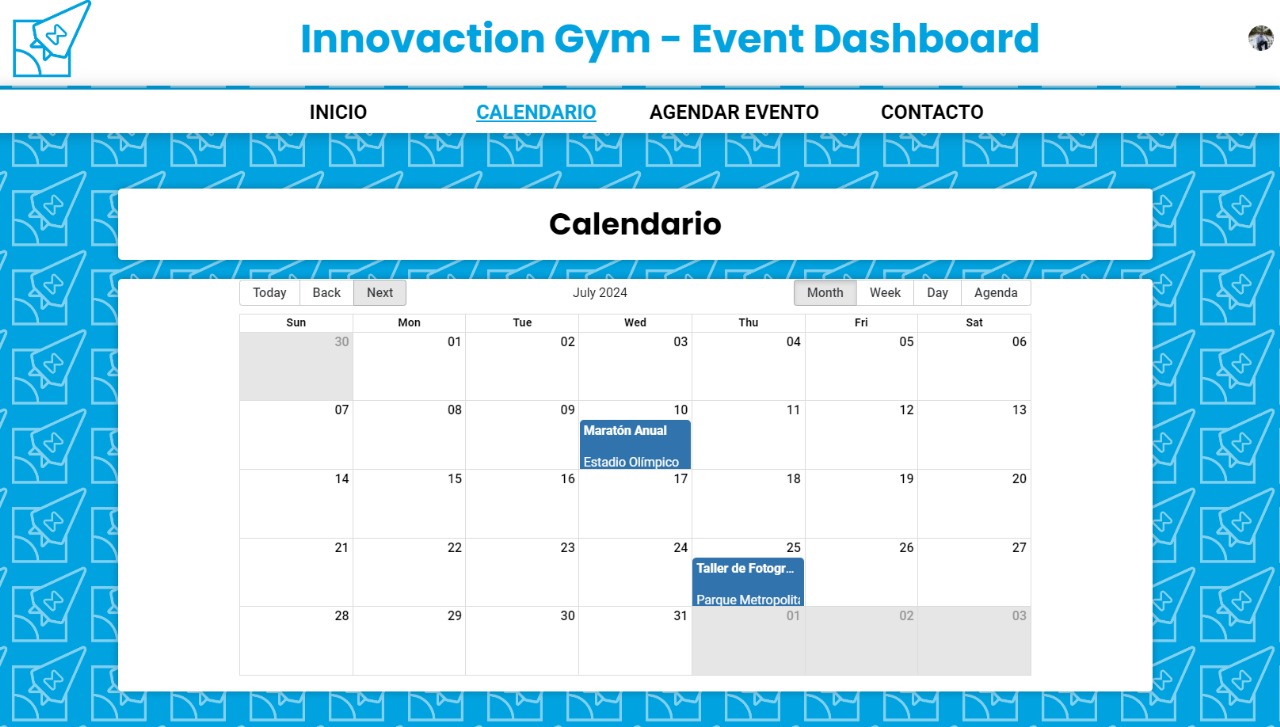 Innovaction Gym - Event Dashboard
INICIO CALENDARIO AGENDAR EVENTO CONTACTO
Calendario
Today Back Next July 2024 Month Week Day Agenda
Sun Mon Tue Wed Thu Fri Sat
30 01 02 03 04 05 06
07 08 09 10 11 12 13
Maratón Anual
Estadio Olímpico
14 15 16 17 18 19 20
21 22 23 24 25 26 27
Taller de Fotogr...
Parque Metropolit
28 29 30 31 01 02 03